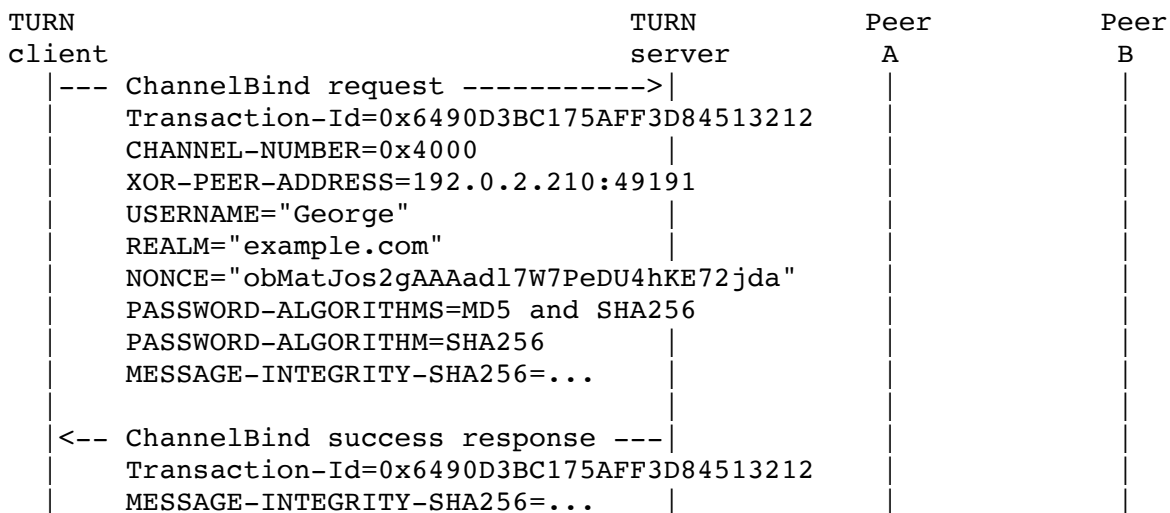 TURN                                 TURN          Peer          Peer
client                               server         A             B
  |--- ChannelBind request ----------->|             |             |
  |    Transaction-Id=0x6490D3BC175AFF3D84513212     |             |
  |    CHANNEL-NUMBER=0x4000           |             |             |
  |    XOR-PEER-ADDRESS=192.0.2.210:49191            |             |
  |    USERNAME="George"               |             |             |
  |    REALM="example.com"             |             |             |
  |    NONCE="obMatJos2gAAAadl7W7PeDU4hKE72jda"      |             |
  |    PASSWORD-ALGORITHMS=MD5 and SHA256            |             |
  |    PASSWORD-ALGORITHM=SHA256       |             |             |
  |    MESSAGE-INTEGRITY-SHA256=...    |             |             |
  |                                    |             |             |
  |<-- ChannelBind success response ---|             |             |
  |    Transaction-Id=0x6490D3BC175AFF3D84513212     |             |
  |    MESSAGE-INTEGRITY-SHA256=...    |             |             |